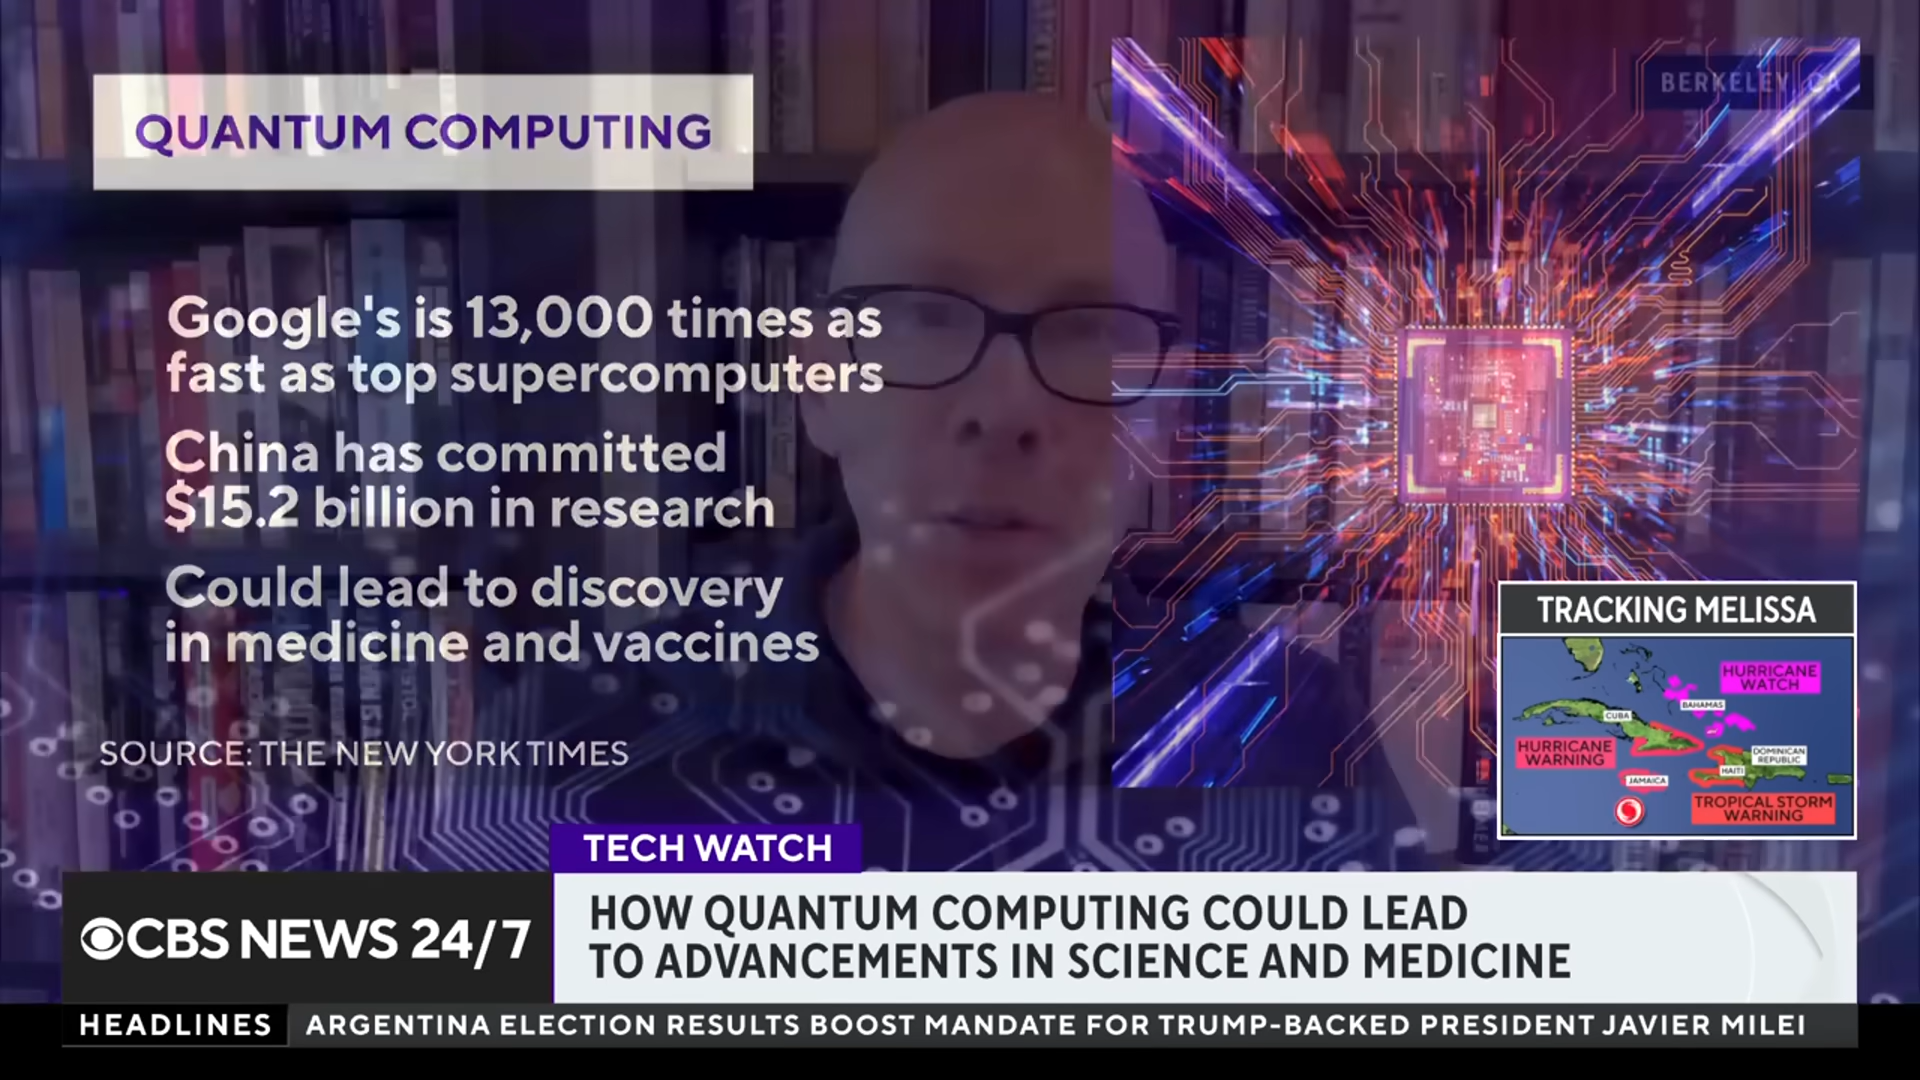 QUANTUM COMPUTING
BERKELEY, CA
Google's is 13,000 times as
fast as top supercomputers
China has committed
$15.2 billion in research
Could lead to discovery
in medicine and vaccines
SOURCE: THE NEW YORK TIMES
TRACKING MELISSA
HURRICANE
WATCH
BAHAMAS
CUBA
HURRICANE
WARNING
DOMINICAN
REPUBLIC
HAITI
JAMAICA
TROPICAL STORM
WARNING
TECH WATCH
CBS NEWS 24/7
HOW QUANTUM COMPUTING COULD LEAD
TO ADVANCEMENTS IN SCIENCE AND MEDICINE
HEADLINES
ARGENTINA ELECTION RESULTS BOOST MANDATE FOR TRUMP-BACKED PRESIDENT JAVIER MILEI